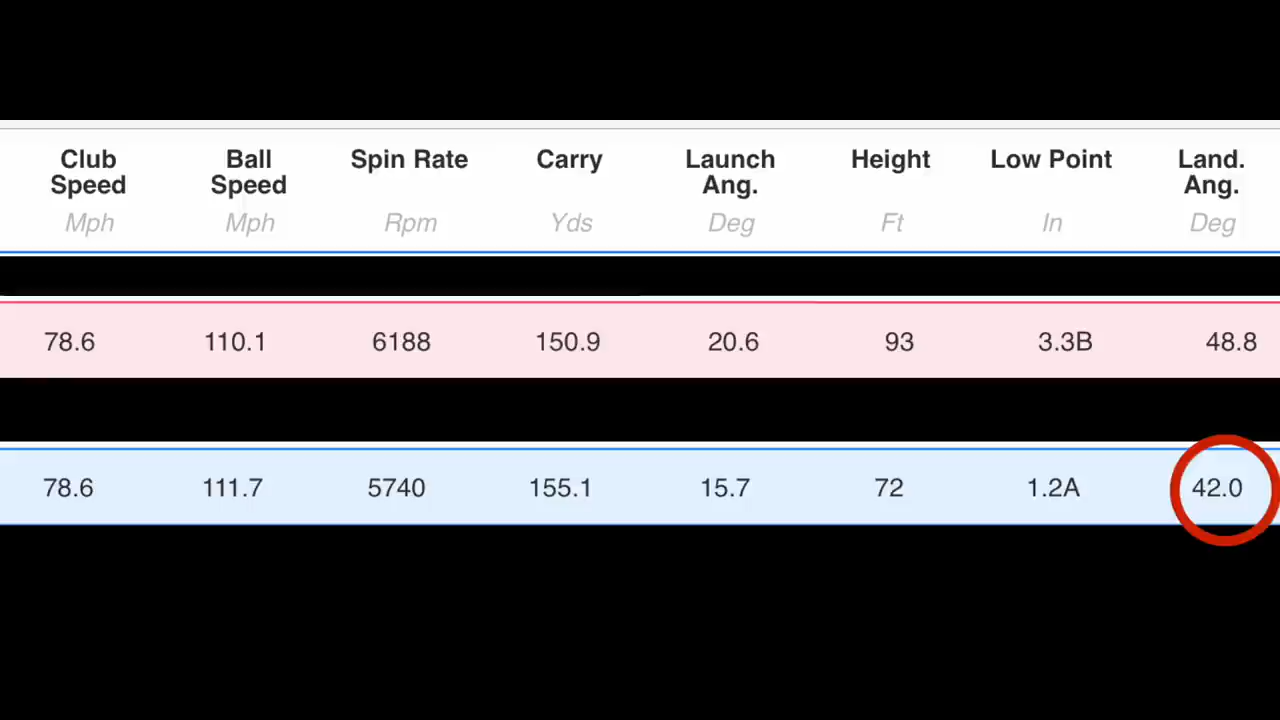 Club Ball Spin Rate Carry Launch Height Low Point Land.
Speed Speed Ang. Ang.
Mph Mph Rpm Yds Deg Ft In Deg
78.6 110.1 6188 150.9 20.6 93 3.3B 48.8
78.6 111.7 5740 155.1 15.7 72 1.2A 42.0